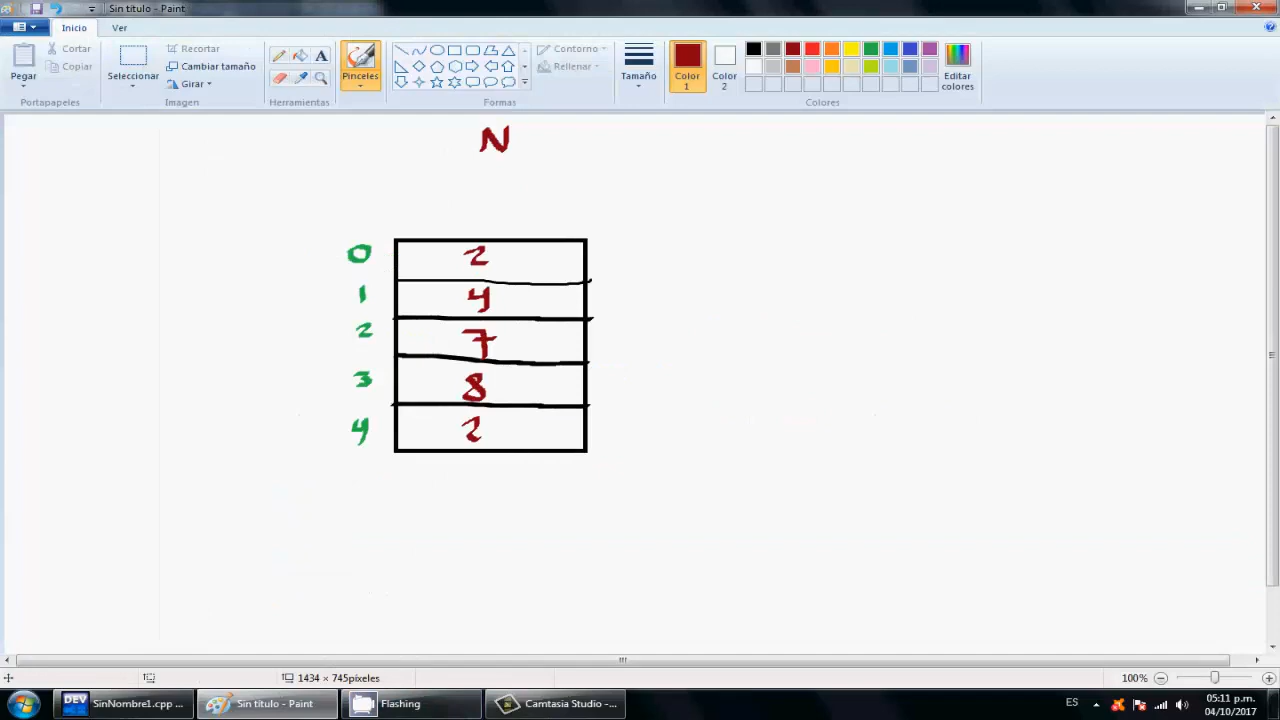 Sin título - Paint
Inicio Ver
Pegar
Cortar
Copiar
Portapapeles
Seleccionar
Recortar
Cambiar tamaño
Girar
Imagen
A
Herramientas
Pinceles
Contorno
Rellenar
Formas
Tamaño
Color 1
Color 2
Editar colores
Colores
N
0 2
1 4
2 7
3 8
4 2
1434 × 745píxeles 100%
DEV SinNombre1.cpp ... Sin título - Paint Flashing Camtasia Studio -... ES 05:11 p.m.
04/10/2017